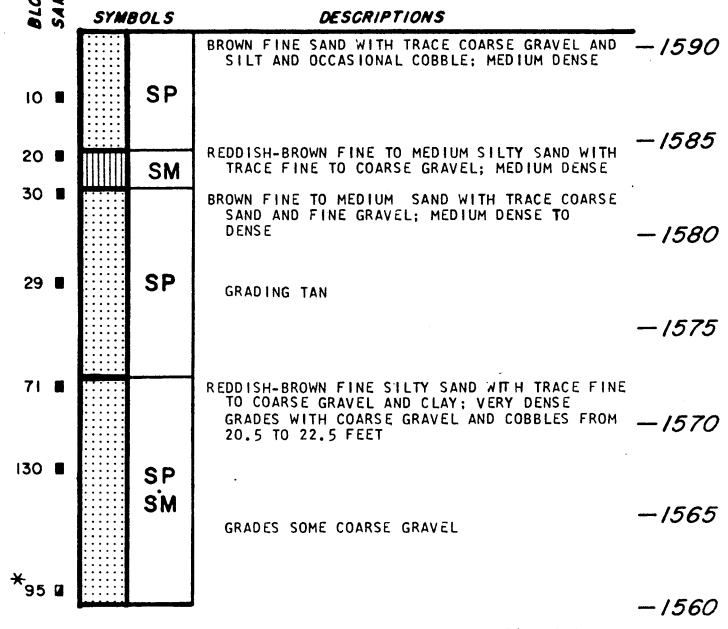 SYMBOLS DESCRIPTIONS
BROWN FINE SAND WITH TRACE COARSE GRAVEL AND
SILT AND OCCASIONAL COBBLE; MEDIUM DENSE
—1590
10 SP
—1585
20 SM REDDISH-BROWN FINE TO MEDIUM SILTY SAND WITH
TRACE FINE TO COARSE GRAVEL; MEDIUM DENSE
30 BROWN FINE TO MEDIUM SAND WITH TRACE COARSE
SAND AND FINE GRAVEL; MEDIUM DENSE TO
DENSE
—1580
29 SP GRADING TAN
—1575
71 REDDISH-BROWN FINE SILTY SAND WITH TRACE FINE
TO COARSE GRAVEL AND CLAY; VERY DENSE
GRADES WITH COARSE GRAVEL AND COBBLES FROM
20.5 TO 22.5 FEET
—1570
130 SP
SM
—1565
GRADES SOME COARSE GRAVEL
*95
—1560